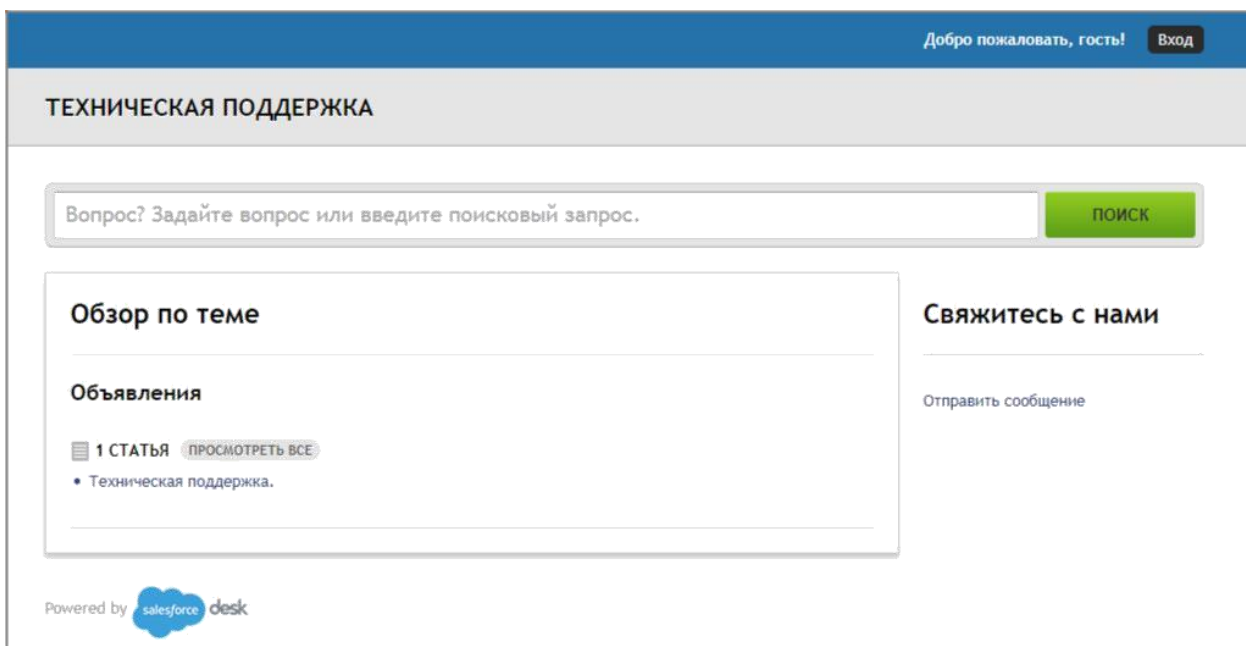 Добро пожаловать, гость! Вход
ТЕХНИЧЕСКАЯ ПОДДЕРЖКА
Вопрос? Задайте вопрос или введите поисковый запрос. ПОИСК
Обзор по теме
Объявления
1 СТАТЬЯ ПРОСМОТРЕТЬ ВСЕ
• Техническая поддержка.
Свяжитесь с нами
Отправить сообщение
Powered by salesforce desk